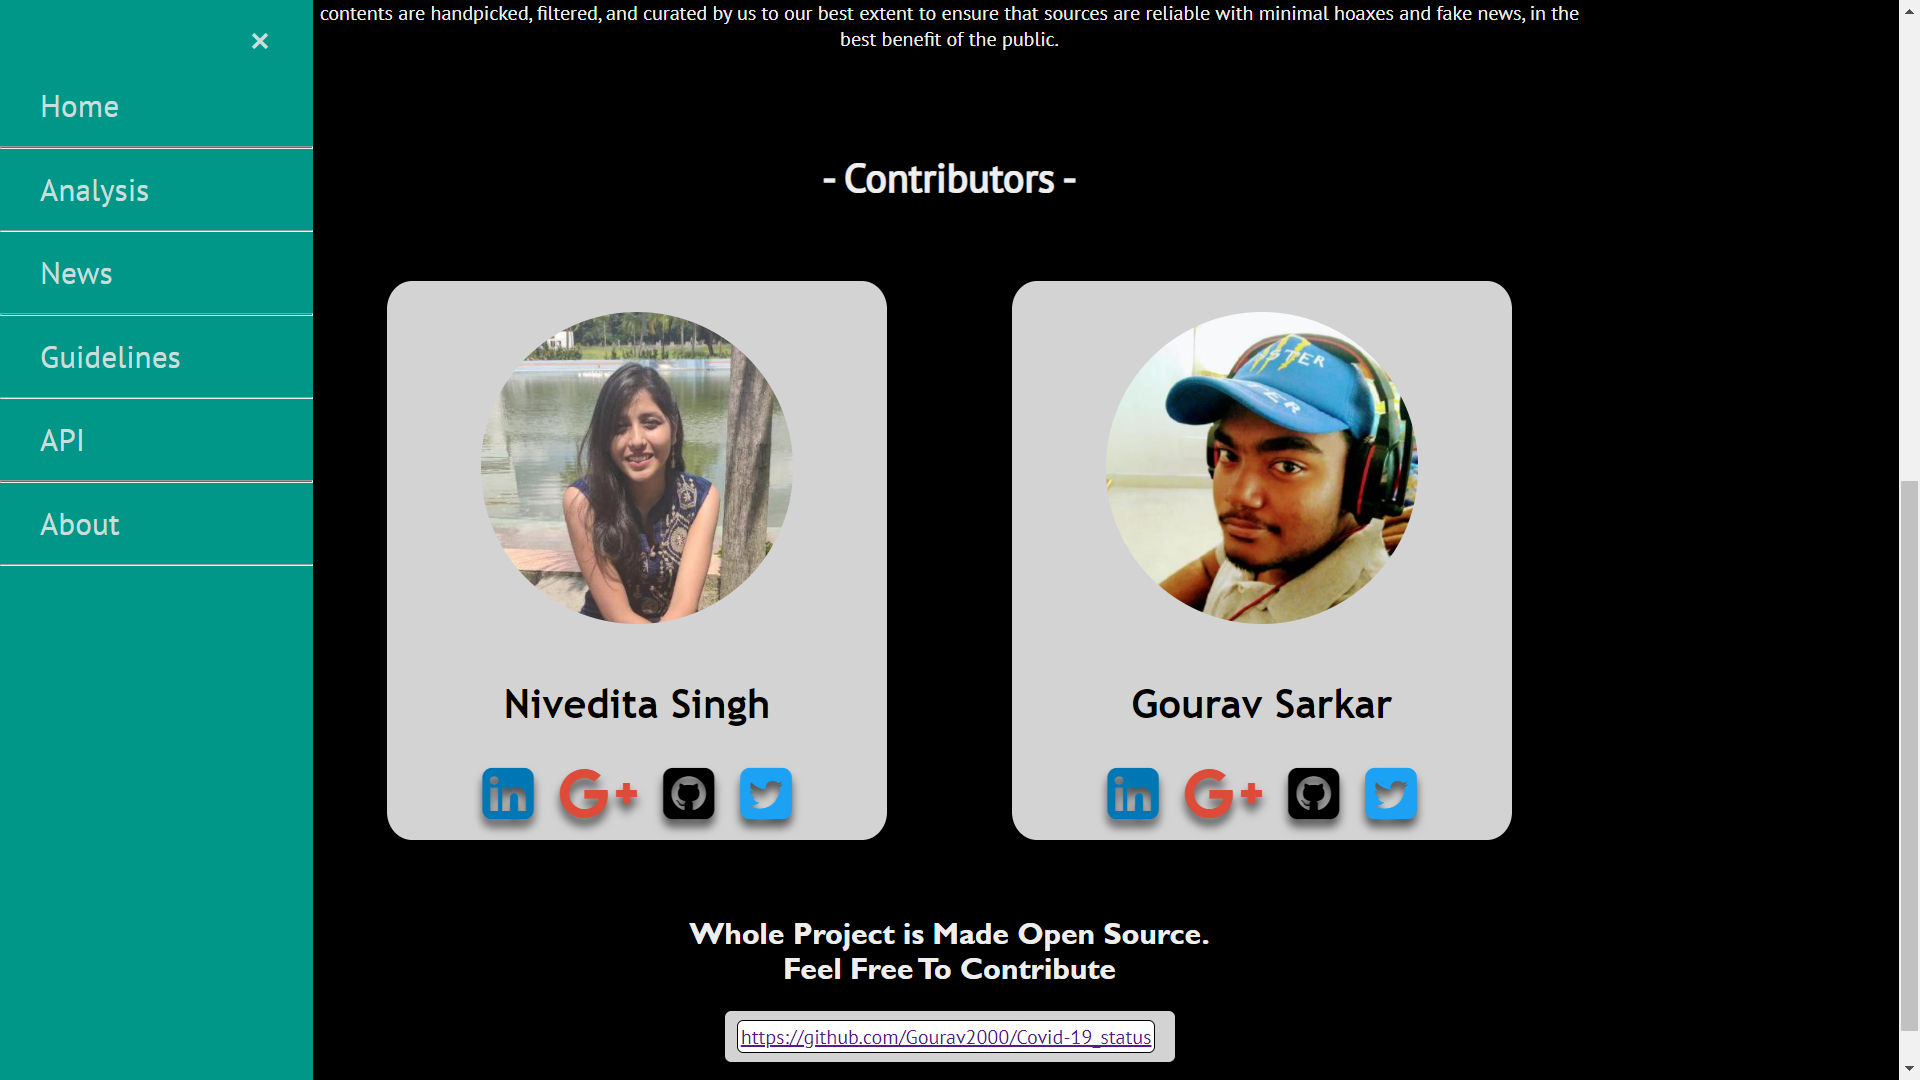 contents are handpicked, filtered, and curated by us to our best extent to ensure that sources are reliable with minimal hoaxes and fake news, in the
best benefit of the public.
×
Home
Analysis
News
Guidelines
API
About
- Contributors -
Nivedita Singh
in G+
Gourav Sarkar
in G+
Whole Project is Made Open Source.
Feel Free To Contribute
https://github.com/Gourav2000/Covid-19_status